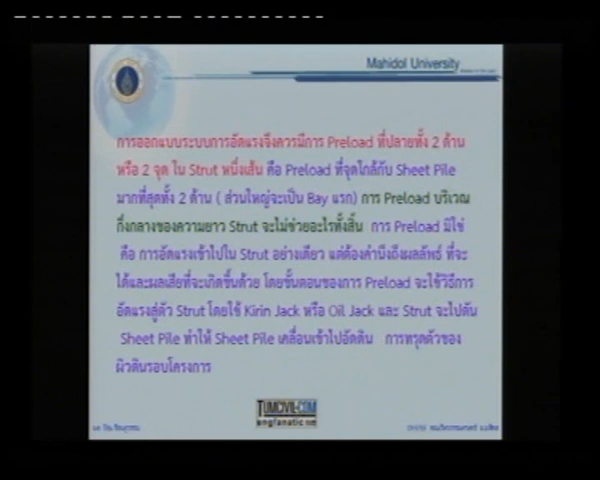 Mahidol University
การออกแบบระบบการอัดแรงจึงควรมีการ Preload ที่ปลายทั้ง 2 ด้าน
หรือ 2 จุด ใน Strut หนึ่งเส้น คือ Preload ที่จุดใกล้กับ Sheet Pile
มากที่สุดทั้ง 2 ด้าน ( ส่วนใหญ่จะเป็น Bay แรก) การ Preload บริเวณ
กึ่งกลางของความยาว Strut จะไม่ช่วยอะไรทั้งสิ้น การ Preload มิใช่
คือ การอัดแรงเข้าไปใน Strut อย่างเดียว แต่ต้องคำนึงถึงผลลัพธ์ ที่จะ
ได้และผลเสียที่จะเกิดขึ้นด้วย โดยขั้นตอนของการ Preload จะใช้วิธีการ
อัดแรงสู่ตัว Strut โดยใช้ Kirin Jack หรือ Oil Jack และ Strut จะไปดัน
Sheet Pile ทำให้ Sheet Pile เคลื่อนเข้าไปอัดดิน การทรุดตัวของ
ผิวดินรอบโครงการ
TUMCIVIL.COM
engfanatic.net